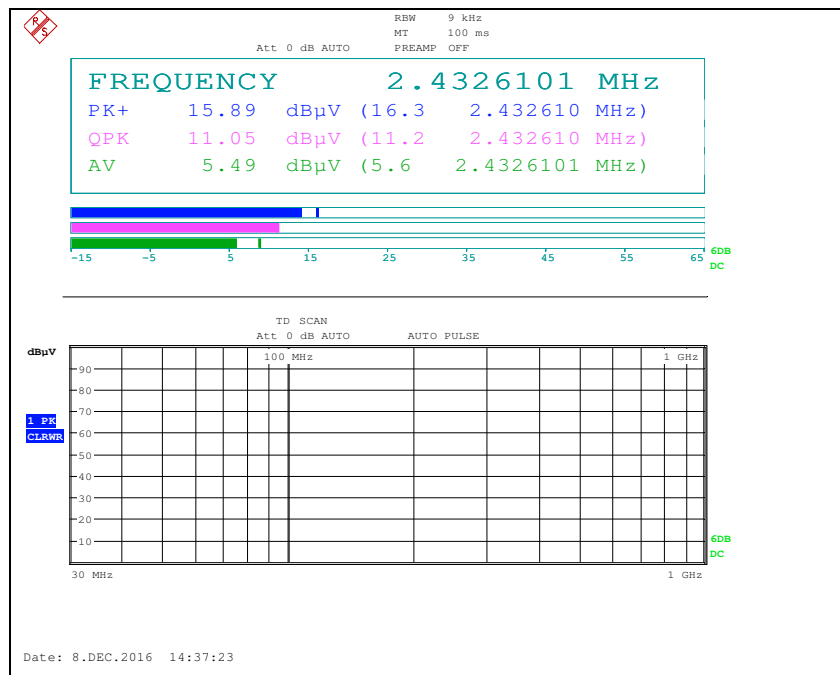 R
S
RBW 9 kHz
MT 100 ms
Att 0 dB AUTO PREAMP OFF
FREQUENCY 2.4326101 MHz
PK+ 15.89 dBµV (16.3 2.432610 MHz)
QPK 11.05 dBµV (11.2 2.432610 MHz)
AV 5.49 dBµV (5.6 2.4326101 MHz)
-15 -5 5 15 25 35 45 55 65
6DB
DC
TD SCAN
Att 0 dB AUTO AUTO PULSE
dBµV
100 MHz 1 GHz
90
80
70
1 PK
CLRWR
60
50
40
30
20
10
6DB
DC
30 MHz 1 GHz
Date: 8.DEC.2016 14:37:23